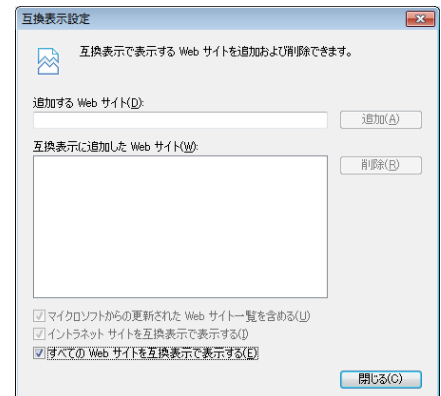 互換表示設定
互換表示で表示する Web サイトを追加および削除できます。
追加する Web サイト(D):
追加(A)
互換表示に追加した Web サイト(W):
削除(R)
マイクロソフトからの更新された Web サイト一覧を含める(U)
イントラネット サイトを互換表示で表示する(I)
すべての Web サイトを互換表示で表示する(E)
閉じる(C)